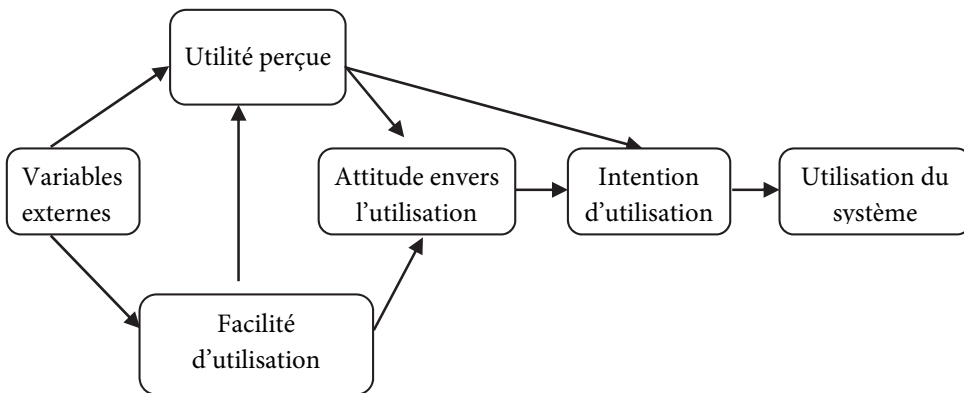 Utilité perçue
Variables
externes
Attitude envers
l'utilisation
Intention
d'utilisation
Utilisation du
système
Facilité
d'utilisation